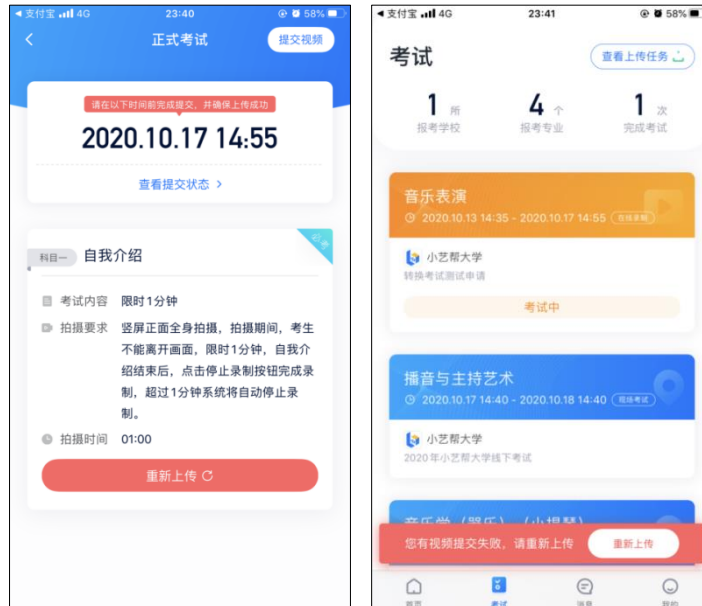 支付宝 4G 23:40 58%
正式考试
提交视频
请在以下时间前完成提交，并确保上传成功
2020.10.17 14:55
查看提交状态 >
必考
科目一 自我介绍
考试内容 限时1分钟
拍摄要求 竖屏正面全身拍摄，拍摄期间，考生
不能离开画面，限时1分钟，自我介
绍结束后，点击停止录制按钮完成录
制，超过1分钟系统将自动停止录
制。
拍摄时间 01:00
重新上传
支付宝 4G 23:41 58%
考试
查看上传任务
1 所 4 个 1 次
报考学校 报考专业 完成考试
音乐表演
2020.10.13 14:35 - 2020.10.17 14:55 在线录制
小艺帮大学
转换考试测试申请
考试中
播音与主持艺术
2020.10.17 14:40 - 2020.10.18 14:40 现场考试
小艺帮大学
2020年小艺帮大学线下考试
音乐学（器乐）（小提琴）
您有视频提交失败，请重新上传 重新上传
首页 考试 消息 我的